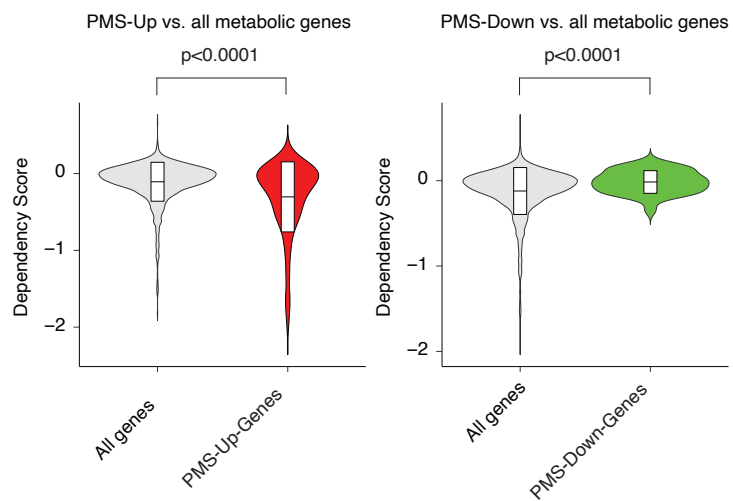 PMS-Up vs. all metabolic genes
p<0.0001
Dependency Score
0
−1
−2
All genes
PMS-Up-Genes
PMS-Down vs. all metabolic genes
p<0.0001
Dependency Score
0
−1
−2
All genes
PMS-Down-Genes